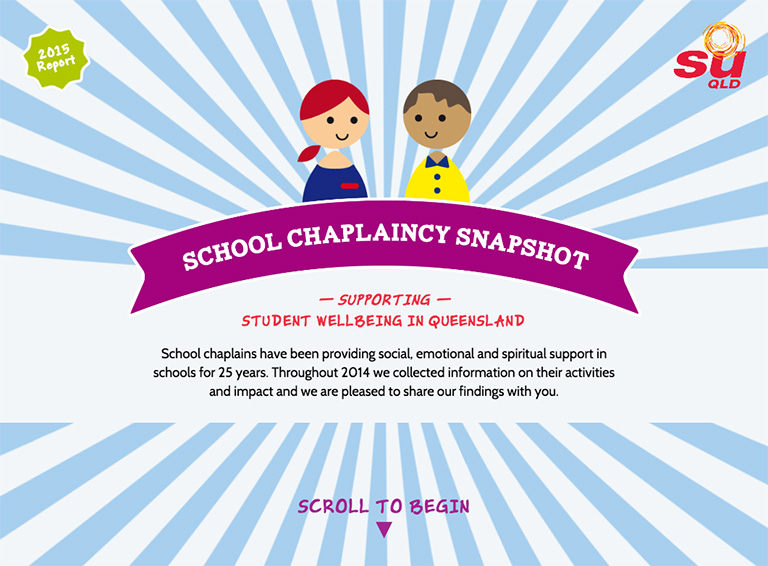 2015
Report
su
QLD
SCHOOL CHAPLAINCY SNAPSHOT
— SUPPORTING —
STUDENT WELLBEING IN QUEENSLAND
School chaplains have been providing social, emotional and spiritual support in
schools for 25 years. Throughout 2014 we collected information on their activities
and impact and we are pleased to share our findings with you.
SCROLL TO BEGIN